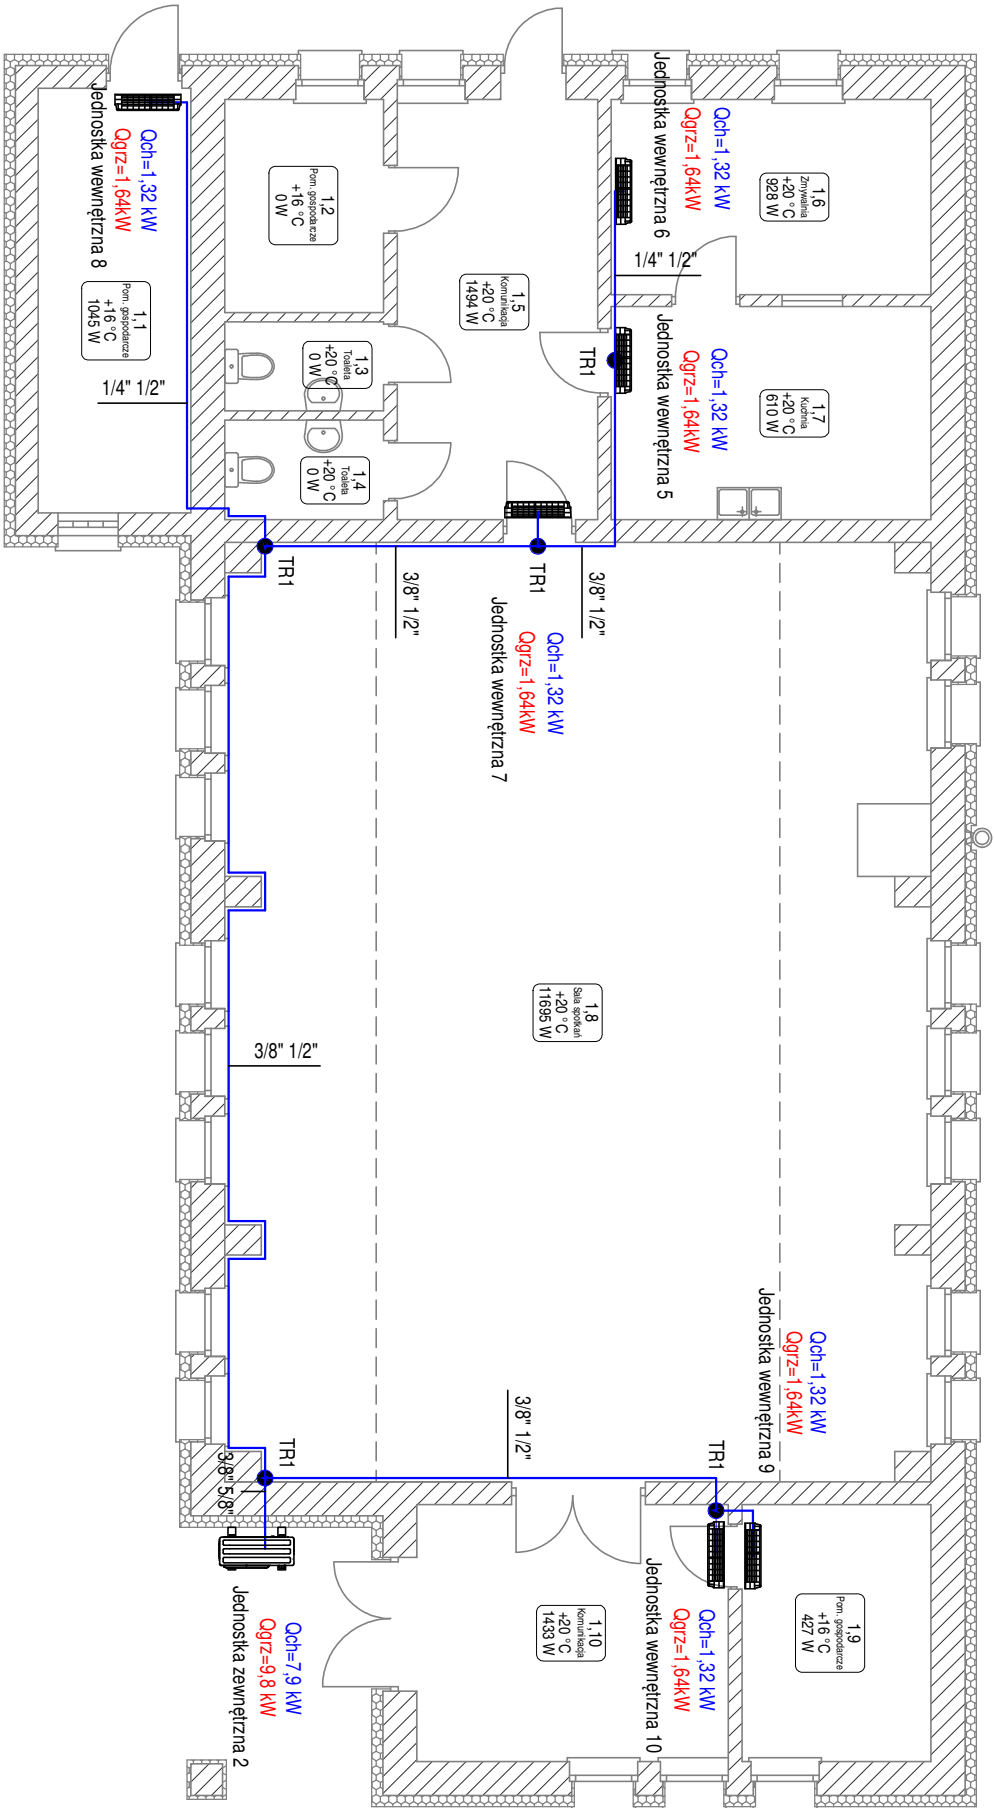 Jednostka wewnętrzna 8
Qch=1,32 kW
Qgrz=1,64kW
1,1
Pom. gospodarcze
+16 °C
1045 W
1/4" 1/2"
1,2
Pom. gospodarcze
+16 °C
0 W
1,3
Toaleta
+20 °C
0 W
1,4
Toaleta
+20 °C
0 W
1,5
Komunikacja
+20 °C
1494 W
Jednostka wewnętrzna 6
Qch=1,32 kW
Qgrz=1,64kW
1,6
Zmywalnia
+20 °C
928 W
1/4" 1/2"
TR1
Jednostka wewnętrzna 5
Qch=1,32 kW
Qgrz=1,64kW
1,7
Kuchnia
+20 °C
610 W
TR1
3/8" 1/2"
TR1
3/8" 1/2"
Qch=1,32 kW
Qgrz=1,64kW
Jednostka wewnętrzna 7
1,8
Sala spotkań
+20 °C
11695 W
3/8" 1/2"
Qch=1,32 kW
Qgrz=1,64kW
Jednostka wewnętrzna 9
3/8" 1/2"
TR1
TR1
3/8" 5/8"
Qch=7,9 kW
Qgrz=9,8 kW
Jednostka zewnętrzna 2
1,10
Komunikacja
+20 °C
1433 W
Qch=1,32 kW
Qgrz=1,64kW
Jednostka wewnętrzna 10
1,9
Pom. gospodarcze
+16 °C
427 W